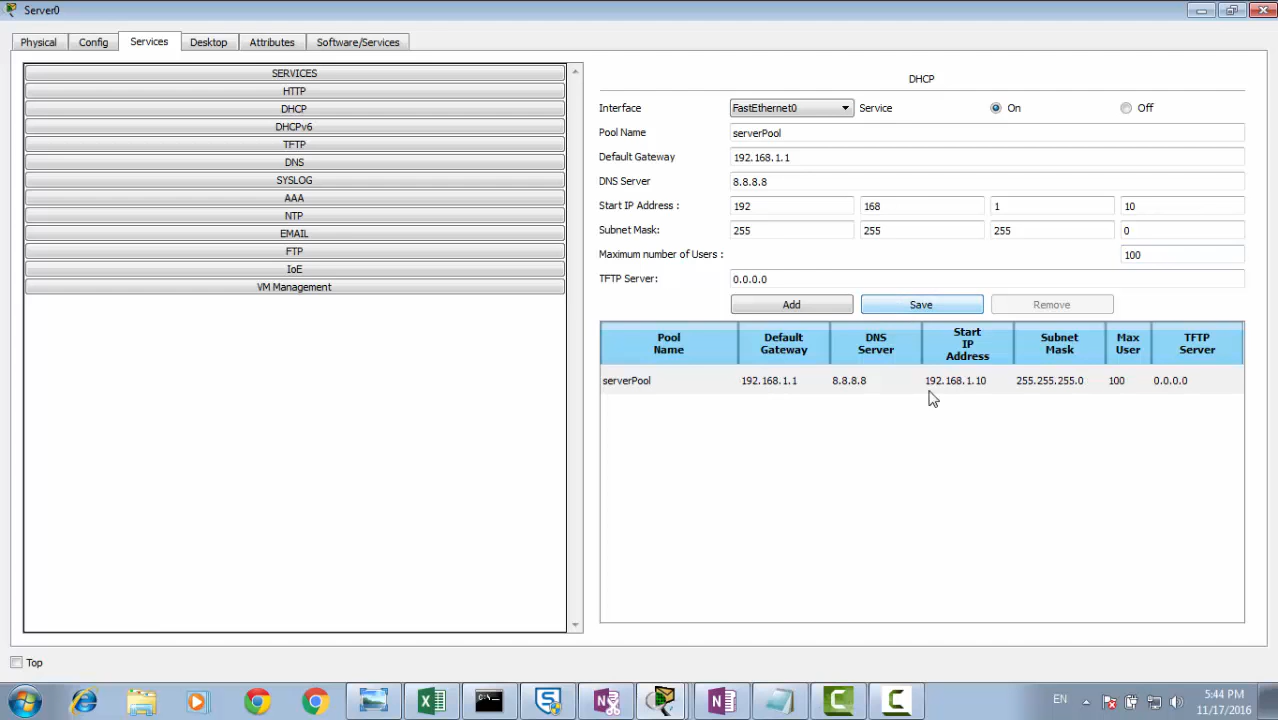 Server0
Physical Config Services Desktop Attributes Software/Services
SERVICES
HTTP
DHCP
DHCPv6
TFTP
DNS
SYSLOG
AAA
NTP
EMAIL
FTP
IoE
VM Management
DHCP
Interface FastEthernet0 Service On Off
Pool Name serverPool
Default Gateway 192.168.1.1
DNS Server 8.8.8.8
Start IP Address : 192 168 1 10
Subnet Mask: 255 255 255 0
Maximum number of Users : 100
TFTP Server: 0.0.0.0
Add Save Remove
Pool Name Default Gateway DNS Server Start IP Address Subnet Mask Max User TFTP Server
serverPool 192.168.1.1 8.8.8.8 192.168.1.10 255.255.255.0 100 0.0.0.0
Top
EN 5:44 PM
11/17/2016